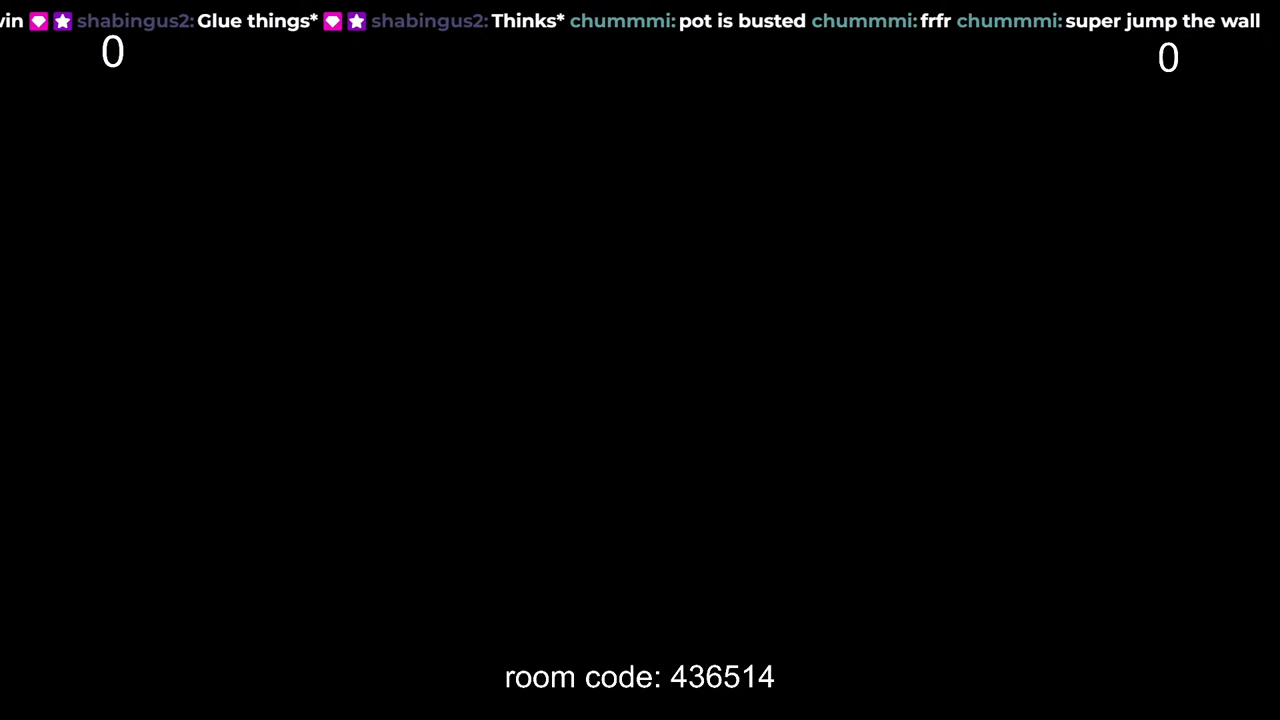 vin shabingus2: Glue things* shabingus2: Thinks* chummmi: pot is busted chummmi: frfr chummmi: super jump the wall
0 0
room code: 436514